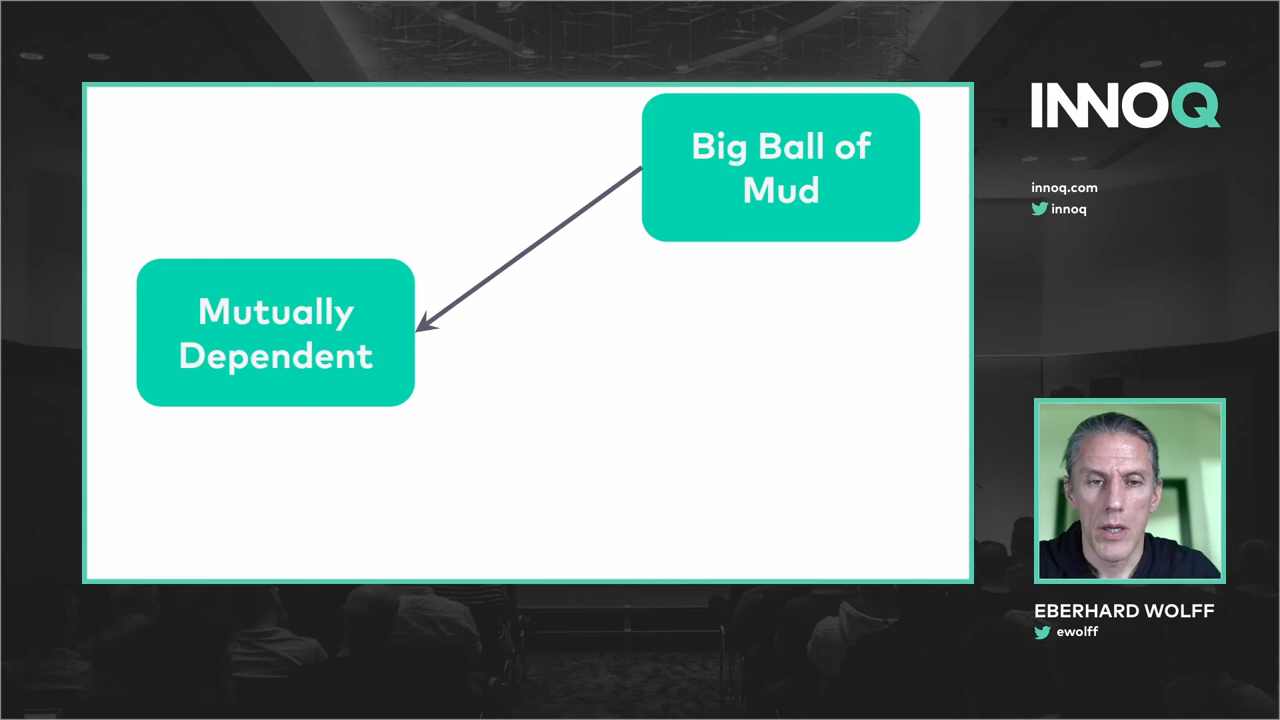 Big Ball of
Mud
Mutually
Dependent
INNOQ
innoq.com
innoq
EBERHARD WOLFF
ewolff